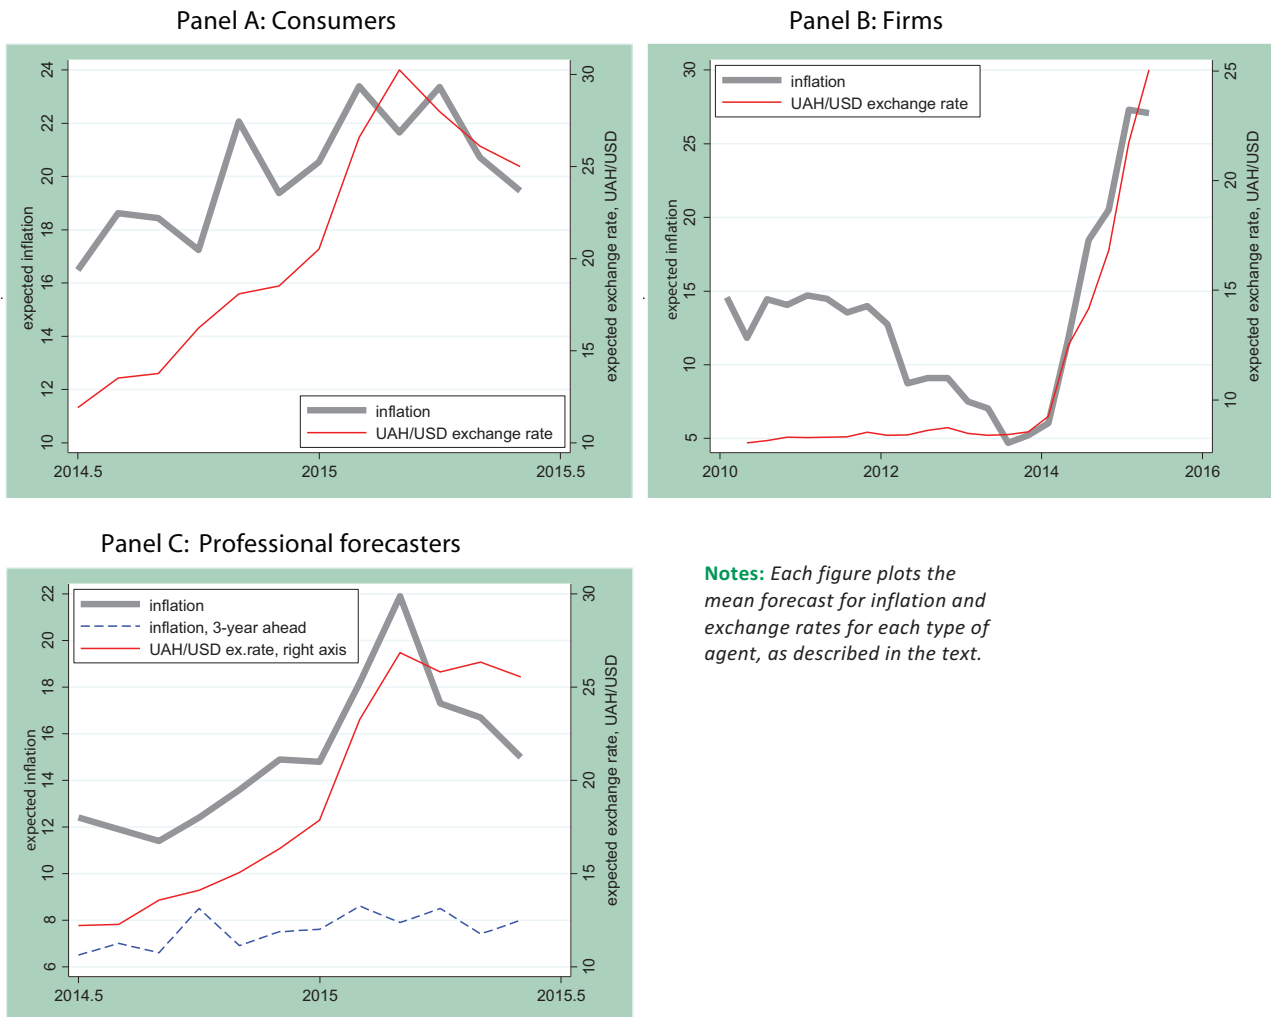 Panel A: Consumers
expected inflation
24
22
20
18
16
14
12
10
30
25
20
15
10
expected exchange rate, UAH/USD
inflation
UAH/USD exchange rate
2014.5
2015
2015.5
Panel B: Firms
expected inflation
30
25
20
15
10
5
25
20
15
10
expected exchange rate, UAH/USD
inflation
UAH/USD exchange rate
2010
2012
2014
2016
Panel C: Professional forecasters
expected inflation
22
20
18
16
14
12
10
8
6
30
25
20
15
10
expected exchange rate, UAH/USD
inflation
inflation, 3-year ahead
UAH/USD ex.rate, right axis
2014.5
2015
2015.5
Notes: Each figure plots the
mean forecast for inflation and
exchange rates for each type of
agent, as described in the text.